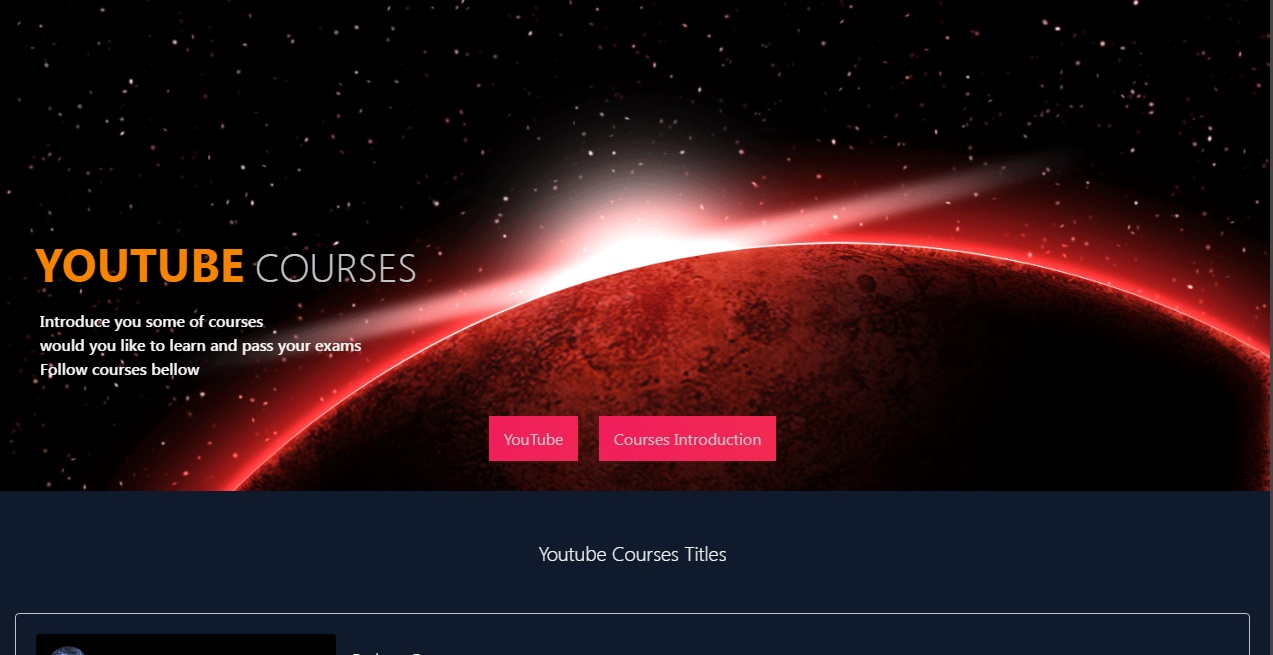 YOUTUBE COURSES
Introduce you some of courses
would you like to learn and pass your exams
Follow courses bellow
YouTube
Courses Introduction
Youtube Courses Titles